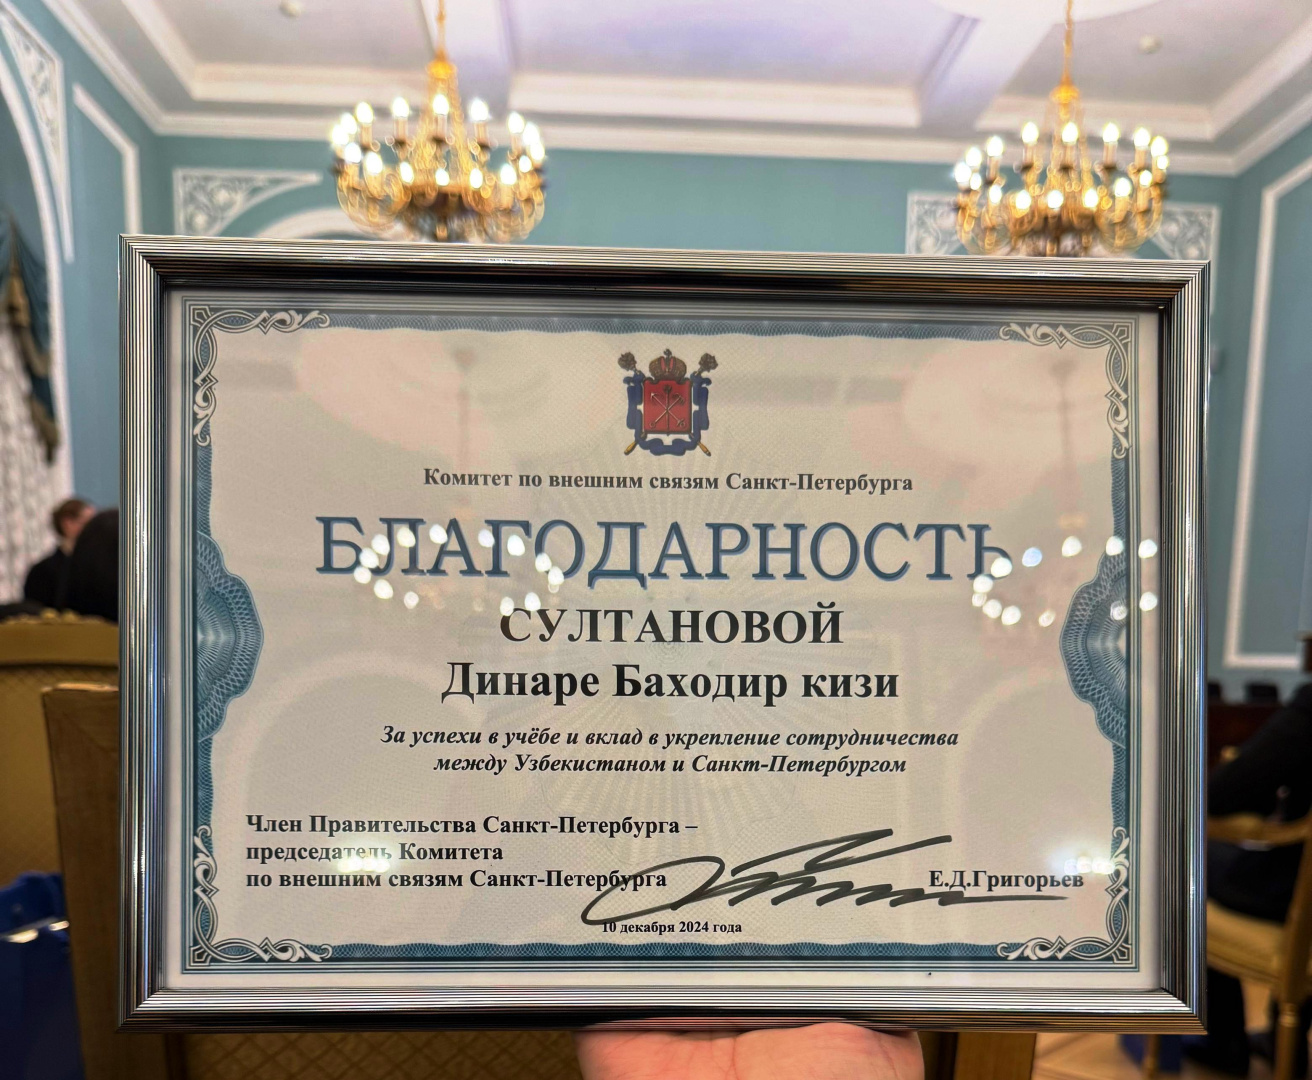 Комитет по внешним связям Санкт-Петербурга
БЛАГОДАРНОСТЬ
СУЛТАНОВОЙ
Динаре Баходир кизи
За успехи в учёбе и вклад в укрепление сотрудничества
между Узбекистаном и Санкт-Петербургом
Член Правительства Санкт-Петербурга –
председатель Комитета
по внешним связям Санкт-Петербурга
Е.Д.Григорьев
10 декабря 2024 года